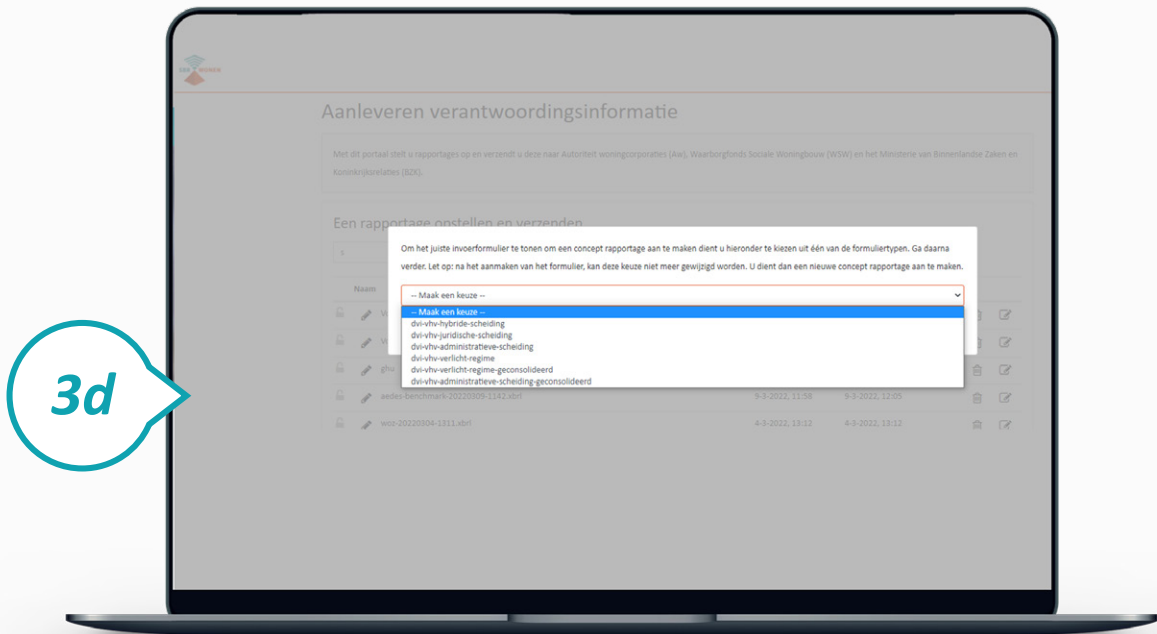 SBR WONEN
Aanleveren verantwoordingsinformatie
Met dit portaal stelt u rapportages op en verzendt u deze naar Autoriteit woningcorporaties (Aw), Waarborgfonds Sociale Woningbouw (WSW) en het Ministerie van Binnenlandse Zaken en
Koninkrijksrelaties (BZK).
Een rapportage opstellen en verzenden
Om het juiste invoerformulier te tonen om een concept rapportage aan te maken dient u hieronder te kiezen uit één van de formuliertypen. Ga daarna
verder. Let op: na het aanmaken van het formulier, kan deze keuze niet meer gewijzigd worden. U dient dan een nieuwe concept rapportage aan te maken.
Naam
-- Maak een keuze --
-- Maak een keuze --
dvi-vhv-hybride-scheiding
dvi-vhv-juridische-scheiding
dvi-vhv-administratieve-scheiding
dvi-vhv-verlicht-regime
dvi-vhv-verlicht-regime-geconsolideerd
dvi-vhv-administratieve-scheiding-geconsolideerd
ghu
aedes-benchmark-20220309-1142.xbrl 9-3-2022, 11:58 9-3-2022, 12:05
woz-20220304-1311.xbrl 4-3-2022, 13:12 4-3-2022, 13:12
3d